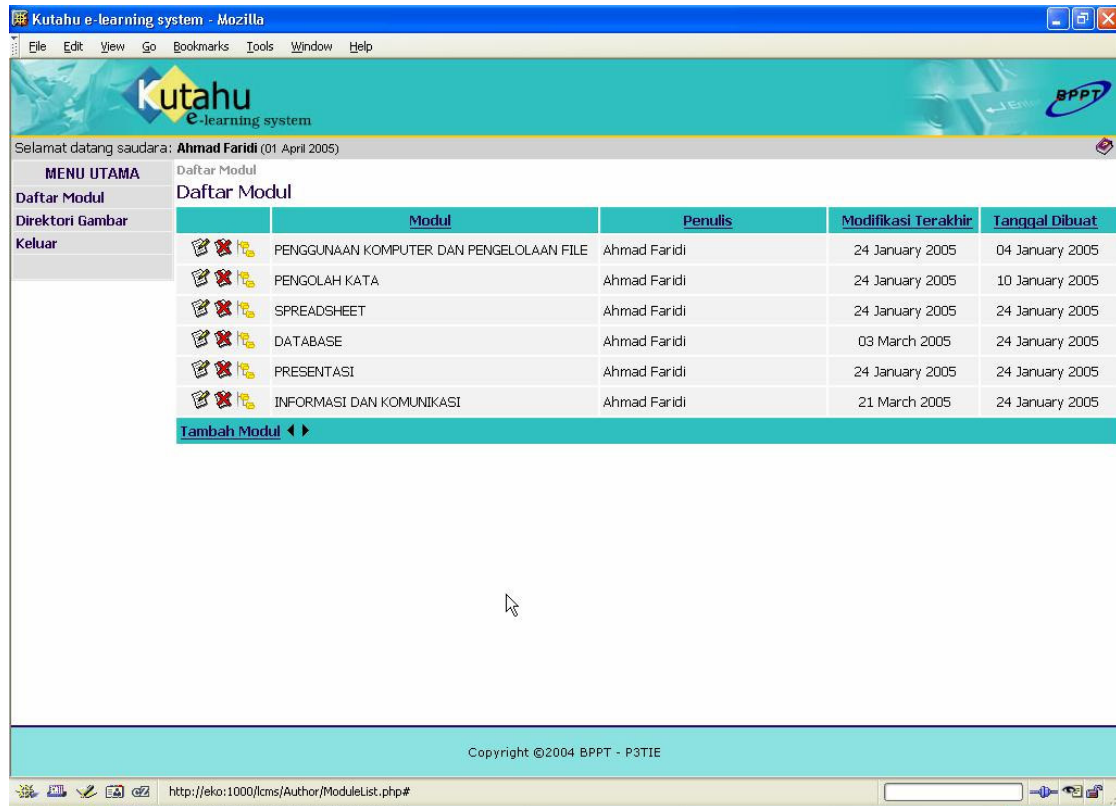 Kutahu e-learning system - Mozilla
File Edit View Go Bookmarks Tools Window Help
Kutahu
e-learning system
BPPT
Enter
Selamat datang saudara: Ahmad Faridi (01 April 2005)
MENU UTAMA
Daftar Modul
Direktori Gambar
Keluar
Daftar Modul
Daftar Modul
Modul Penulis Modifikasi Terakhir Tanggal Dibuat
PENGGUNAAN KOMPUTER DAN PENGELOLAAN FILE Ahmad Faridi 24 January 2005 04 January 2005
PENGOLAH KATA Ahmad Faridi 24 January 2005 10 January 2005
SPREADSHEET Ahmad Faridi 24 January 2005 24 January 2005
DATABASE Ahmad Faridi 03 March 2005 24 January 2005
PRESENTASI Ahmad Faridi 24 January 2005 24 January 2005
INFORMASI DAN KOMUNIKASI Ahmad Faridi 21 March 2005 24 January 2005
Tambah Modul
Copyright ©2004 BPPT - P3TIE
http://eko:1000/lcms/Author/ModuleList.php#